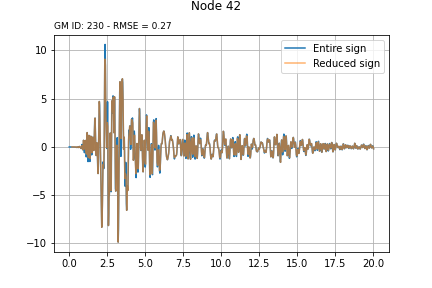 Node 42
GM ID: 230 - RMSE = 0.27
Entire sign
Reduced sign
10
5
0
−5
−10
0.0 2.5 5.0 7.5 10.0 12.5 15.0 17.5 20.0